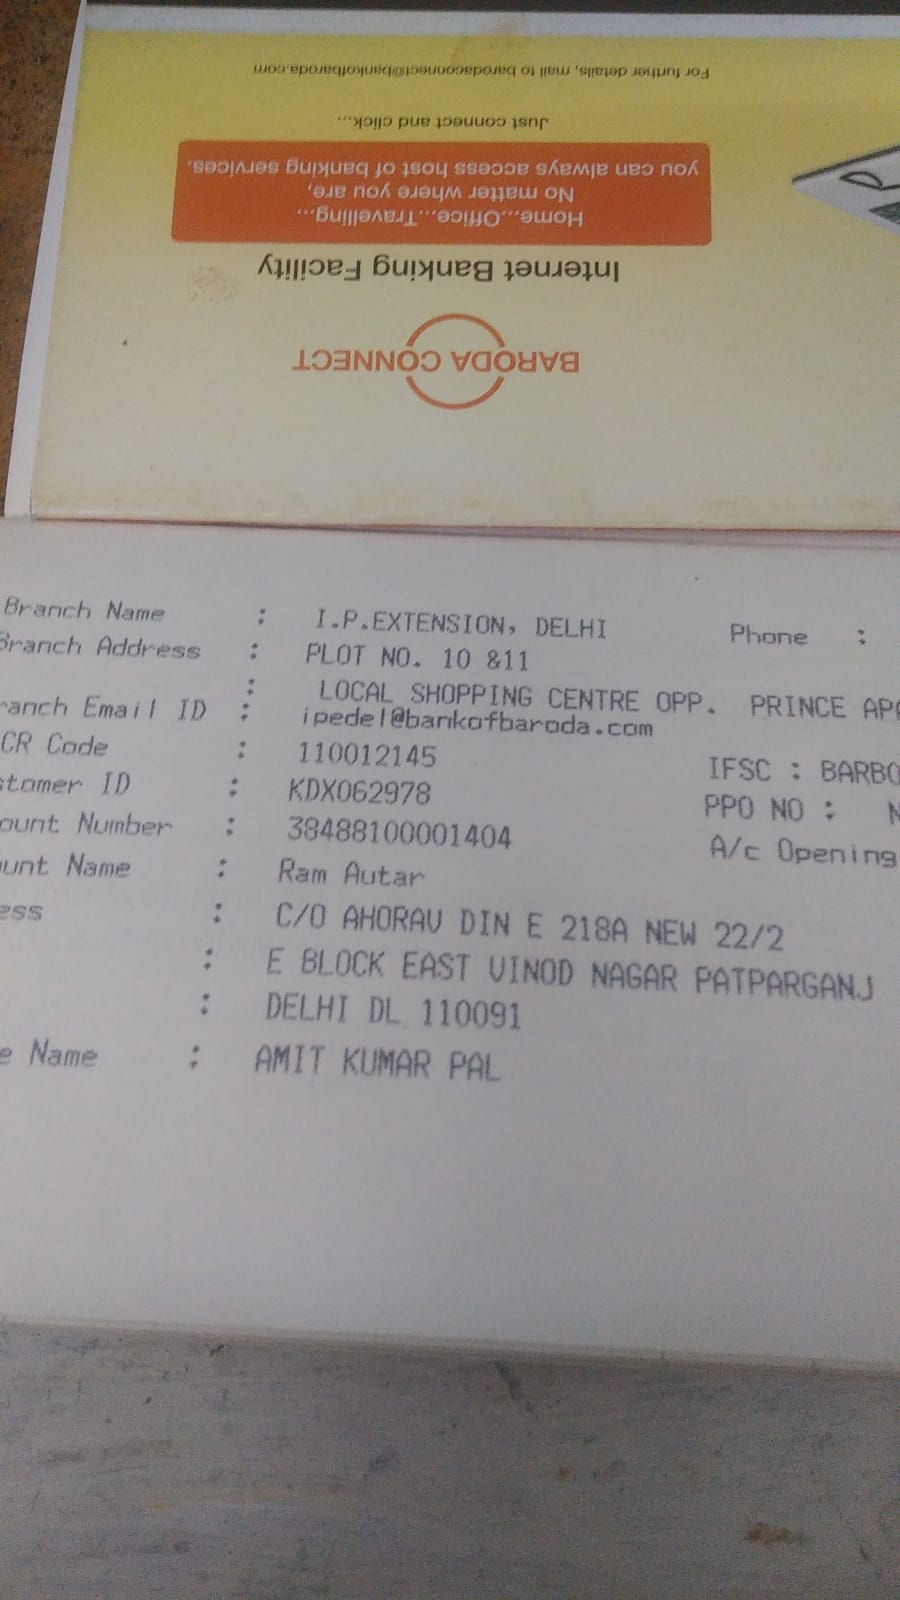 For further details, mail to barodaconnect@bankofbaroda.com
Just connect and click...
you can always access host of banking services.
No matter where you are,
Home...Office...Travelling...
Internet Banking Facility
BARODA CONNECT
Branch Name : I.P.EXTENSION, DELHI Phone :
Branch Address : PLOT NO. 10 &11
: LOCAL SHOPPING CENTRE OPP. PRINCE APA
ranch Email ID : ipedel@bankofbaroda.com
CR Code : 110012145 IFSC : BARBO
stomer ID : KDX062978 PPO NO : N
ount Number : 38488100001404 A/c Opening
unt Name : Ram Autar
ess : C/O AHORAV DIN E 218A NEW 22/2
: E BLOCK EAST VINOD NAGAR PATPARGANJ
: DELHI DL 110091
e Name : AMIT KUMAR PAL